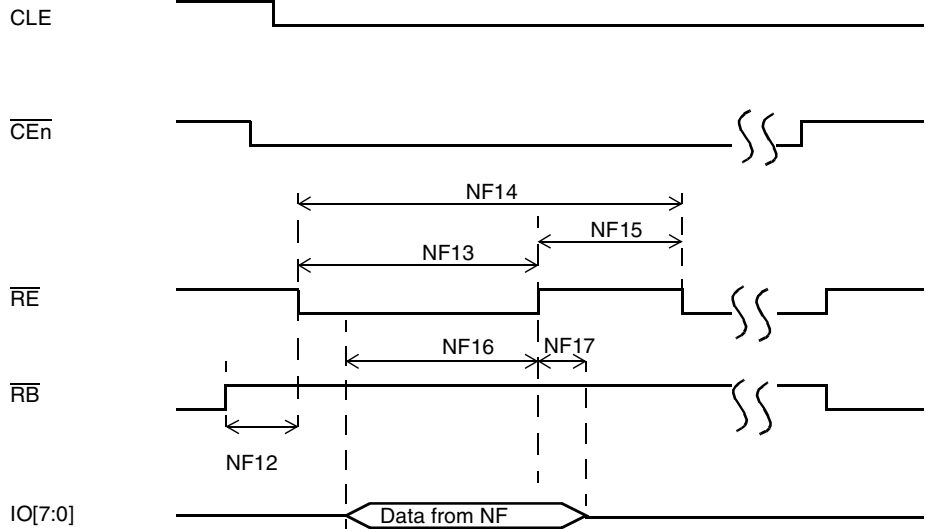 CLE
CEn
NF14
NF15
NF13
RE
NF16 NF17
RB
NF12
IO[7:0] Data from NF